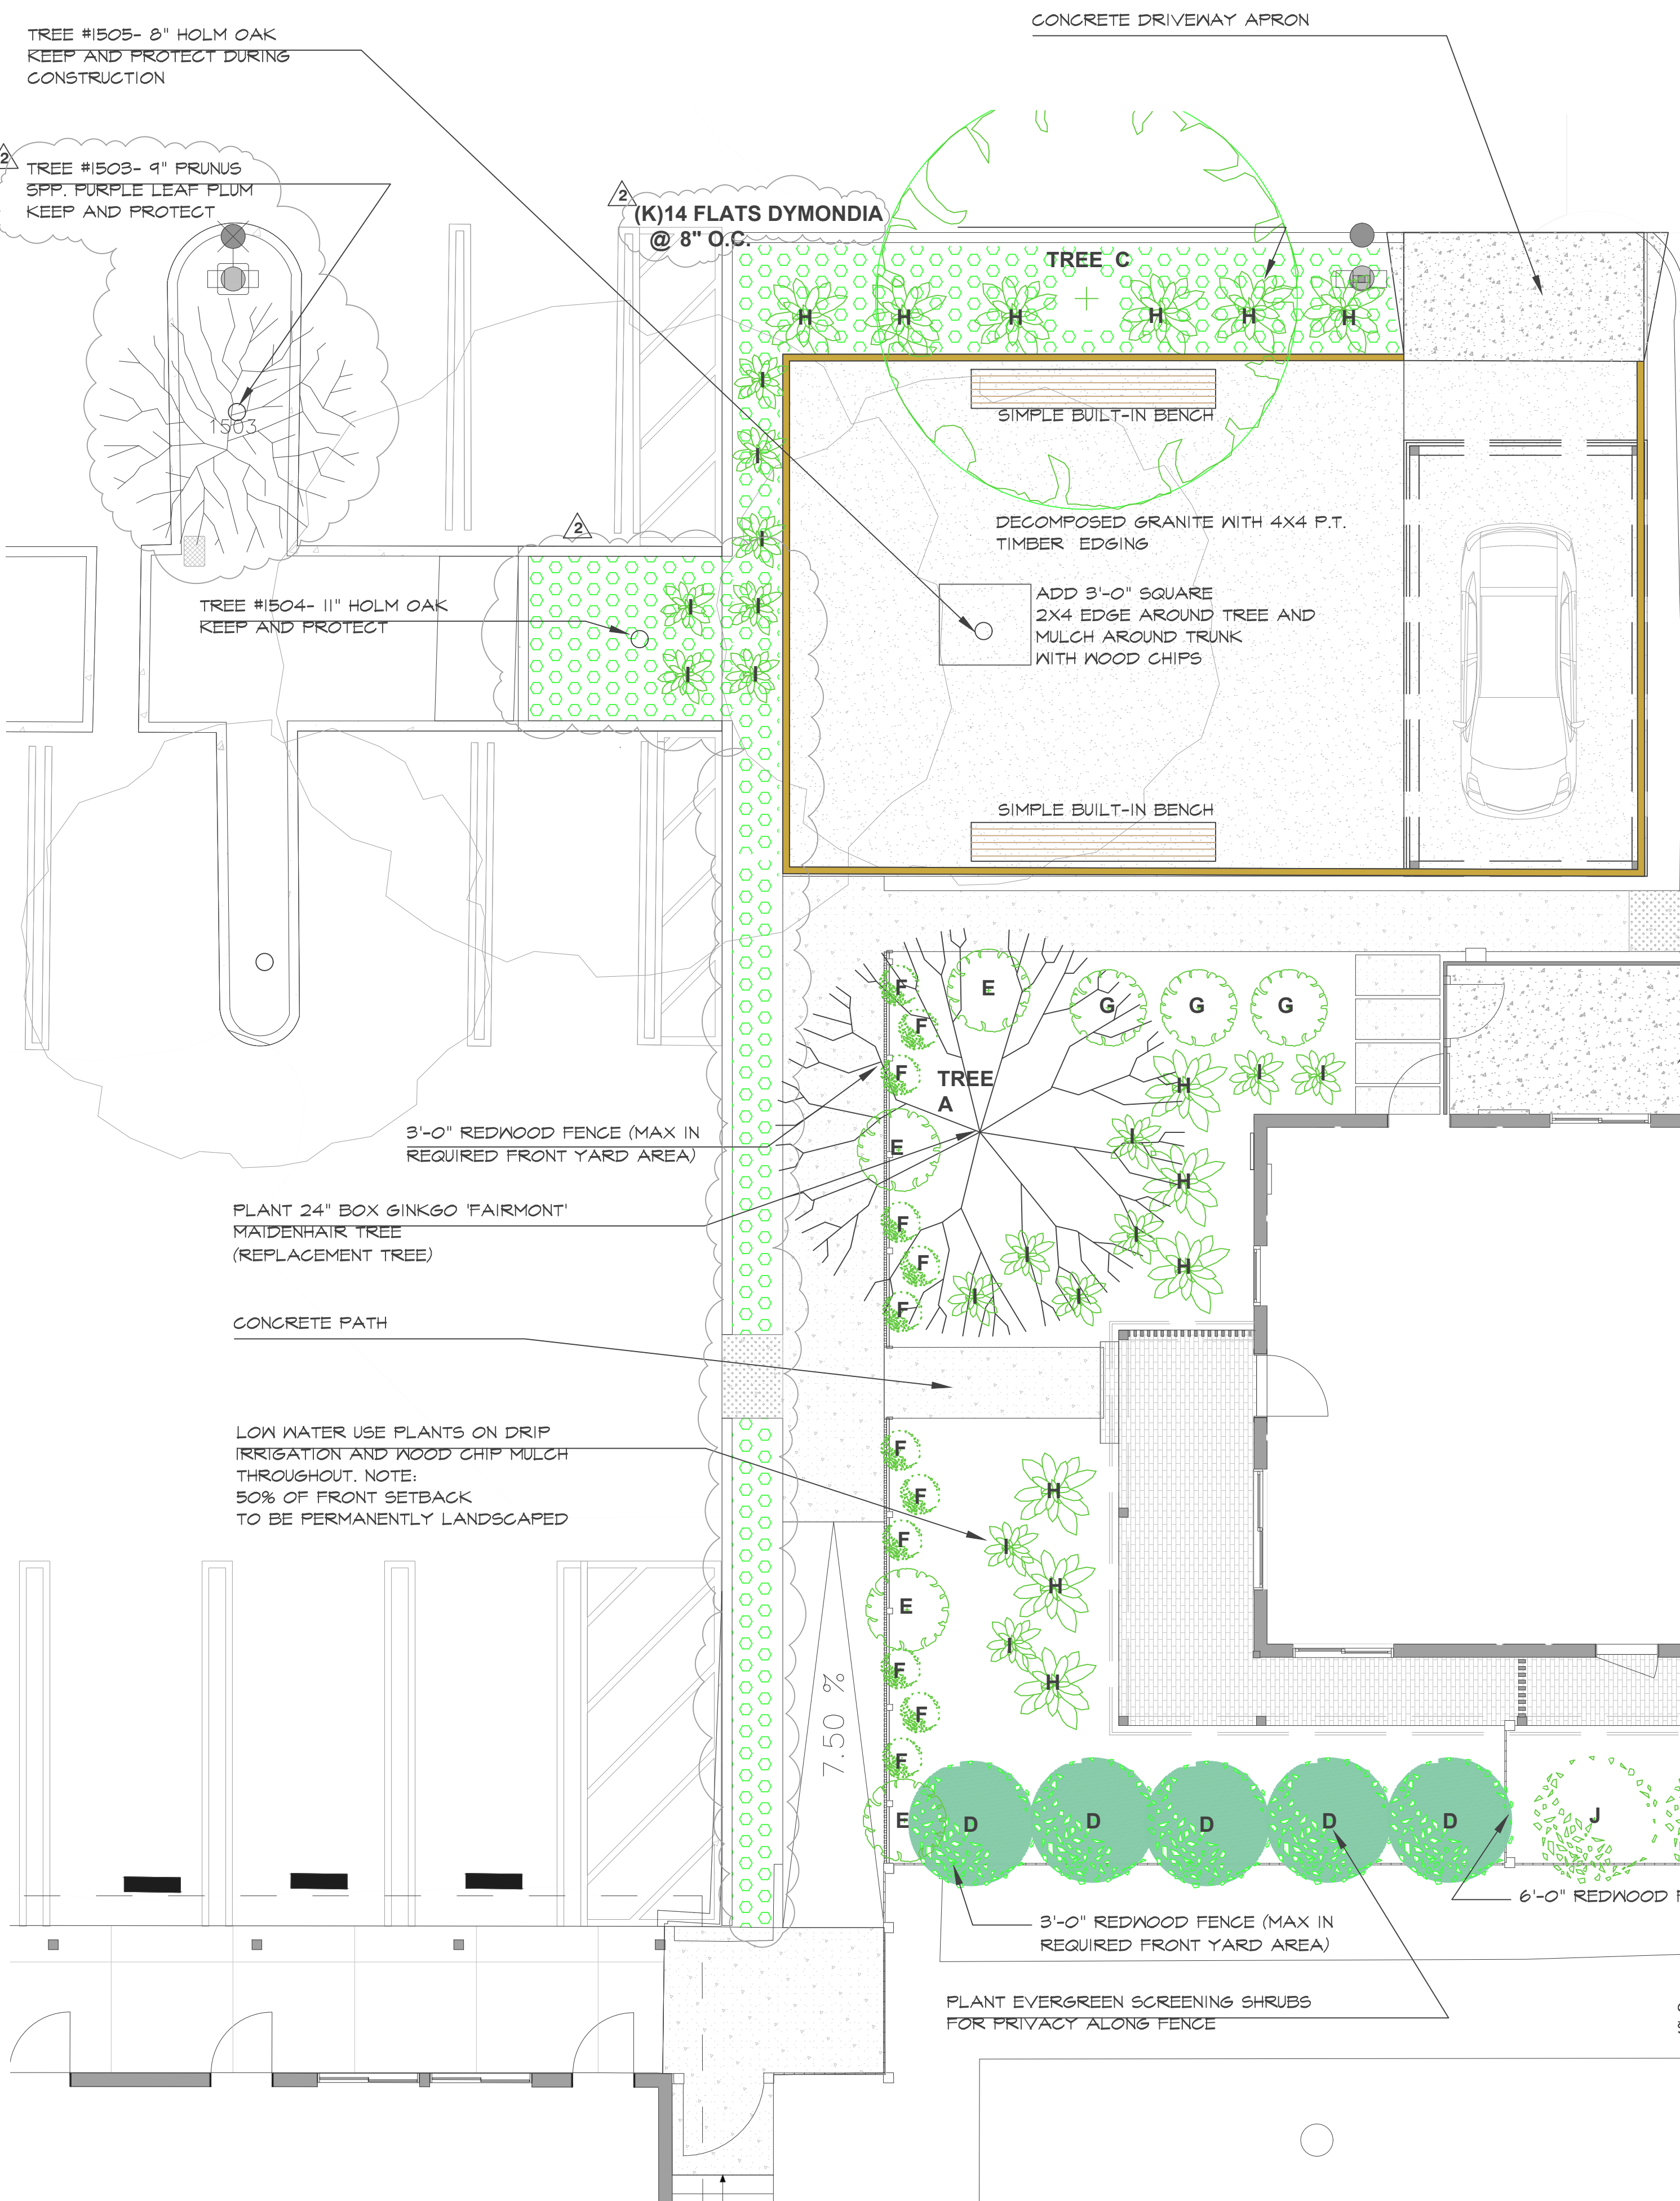 TREE #1505- 8" HOLM OAK
KEEP AND PROTECT DURING
CONSTRUCTION
CONCRETE DRIVEWAY APRON
2
TREE #1503- 9" PRUNUS
SPP. PURPLE LEAF PLUM
KEEP AND PROTECT
2
(K)14 FLATS DYMONDIA
@ 8" O.C.
TREE C
H H H H H H
I
SIMPLE BUILT-IN BENCH
1503
I
2
I
DECOMPOSED GRANITE WITH 4X4 P.T.
TIMBER EDGING
TREE #1504- 11" HOLM OAK
KEEP AND PROTECT
I I
I I
ADD 3'-0" SQUARE
2X4 EDGE AROUND TREE AND
MULCH AROUND TRUNK
WITH WOOD CHIPS
SIMPLE BUILT-IN BENCH
F E G G G
F
F H I I
TREE
A
3'-0" REDWOOD FENCE (MAX IN
REQUIRED FRONT YARD AREA)
E I
H
PLANT 24" BOX GINKGO 'FAIRMONT'
MAIDENHAIR TREE
(REPLACEMENT TREE)
F I
F I H
F I I
CONCRETE PATH
LOW WATER USE PLANTS ON DRIP
IRRIGATION AND WOOD CHIP MULCH
THROUGHOUT. NOTE:
50% OF FRONT SETBACK
TO BE PERMANENTLY LANDSCAPED
F
F H
F I
E H
I
F H
F
7.50 %
F
E D D D D D J
6'-0" REDWOOD
3'-0" REDWOOD FENCE (MAX IN
REQUIRED FRONT YARD AREA)
PLANT EVERGREEN SCREENING SHRUBS
FOR PRIVACY ALONG FENCE